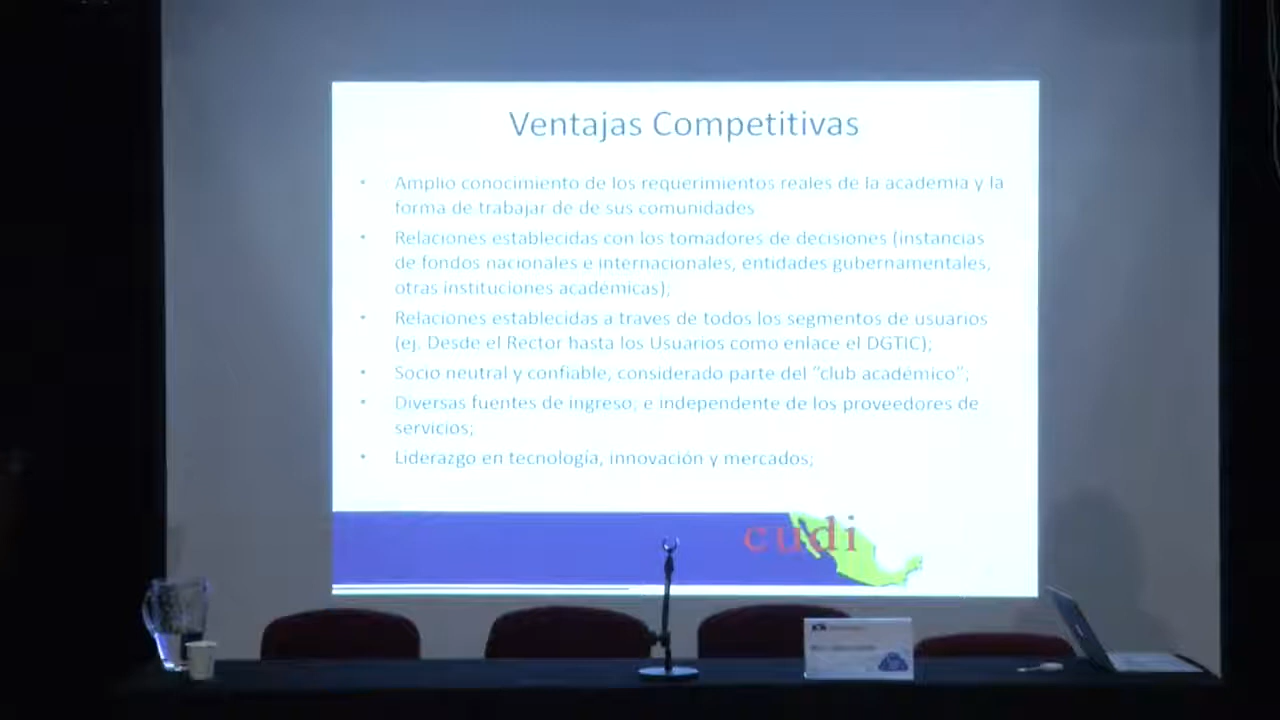 Ventajas Competitivas
• Amplio conocimiento de los requerimientos reales de la academia y la
forma de trabajar de de sus comunidades
• Relaciones establecidas con los tomadores de decisiones (instancias
de fondos nacionales e internacionales, entidades gubernamentales,
otras instituciones académicas);
• Relaciones establecidas a traves de todos los segmentos de usuarios
(ej. Desde el Rector hasta los Usuarios como enlace el DGTIC);
• Socio neutral y confiable, considerado parte del "club académico";
• Diversas fuentes de ingreso; e independente de los proveedores de
servicios;
• Liderazgo en tecnología, innovación y mercados;
cudi